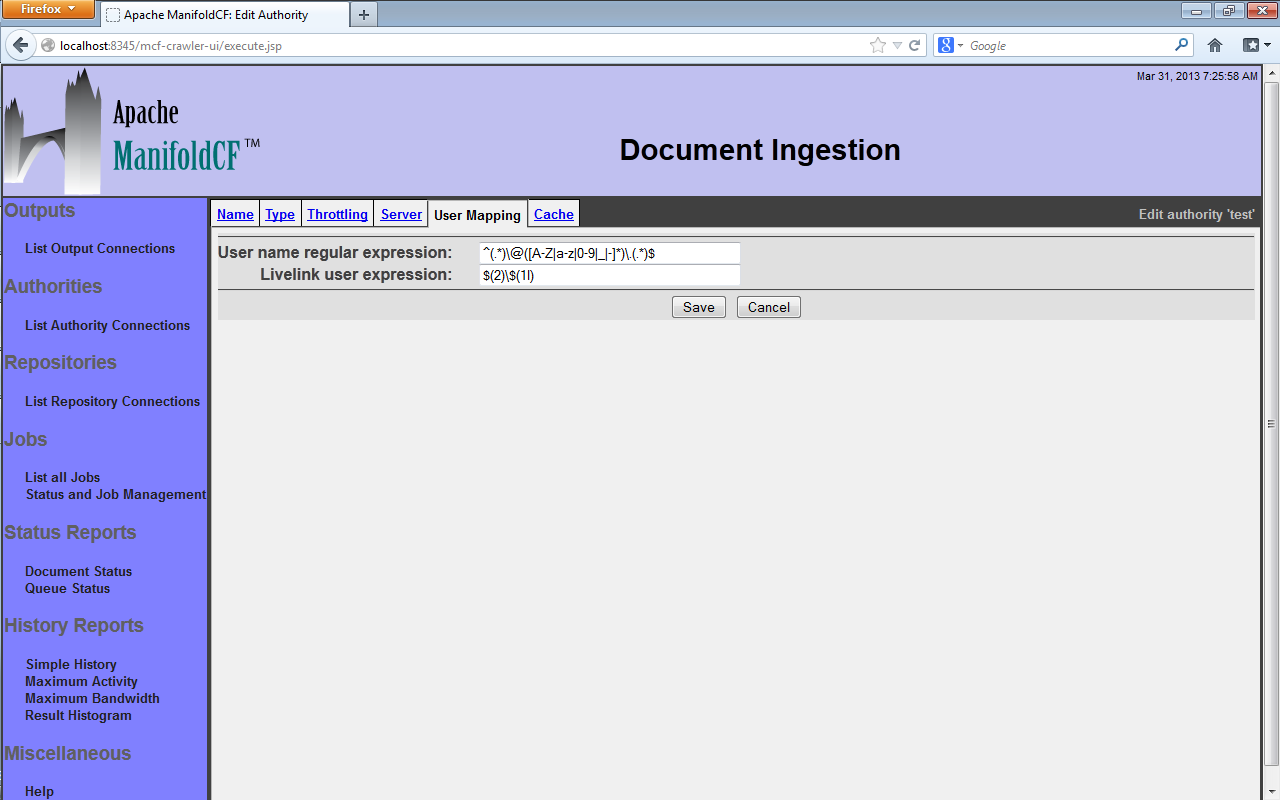 Firefox
Apache ManifoldCF: Edit Authority
localhost:8345/mcf-crawler-ui/execute.jsp
Google
Mar 31, 2013 7:25:58 AM
Apache
ManifoldCF™
Document Ingestion
Outputs
List Output Connections
Authorities
List Authority Connections
Repositories
List Repository Connections
Jobs
List all Jobs
Status and Job Management
Status Reports
Document Status
Queue Status
History Reports
Simple History
Maximum Activity
Maximum Bandwidth
Result Histogram
Miscellaneous
Help
Name Type Throttling Server User Mapping Cache Edit authority 'test'
User name regular expression: ^(.*)\@([A-Z|a-z|0-9|_|-]*)\.(.*)$
Livelink user expression: $(2)\$(1l)
Save Cancel